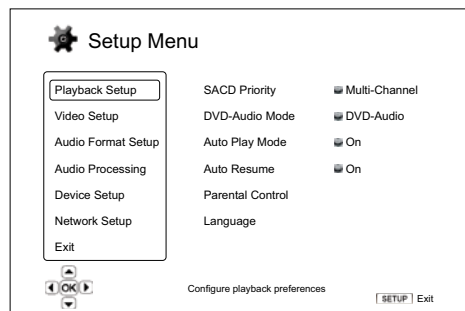 Setup Menu
Playback Setup
Video Setup
Audio Format Setup
Audio Processing
Device Setup
Network Setup
Exit
SACD Priority Multi-Channel
DVD-Audio Mode DVD-Audio
Auto Play Mode On
Auto Resume On
Parental Control
Language
OK
Configure playback preferences
SETUP Exit